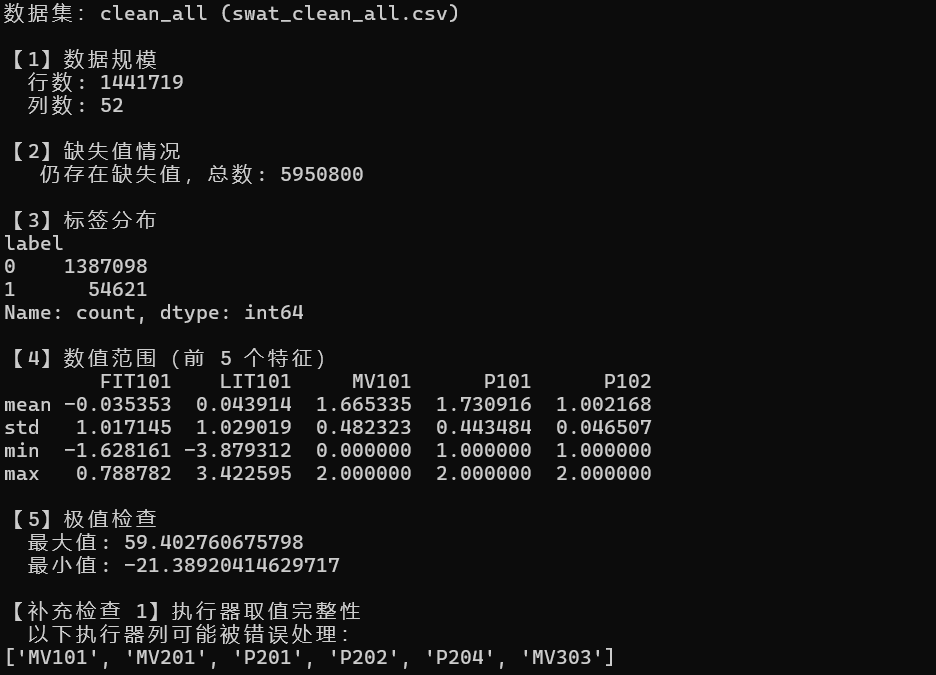 数据集: clean_all (swat_clean_all.csv)
【1】数据规模
行数: 1441719
列数: 52
【2】缺失值情况
仍存在缺失值, 总数: 5950800
【3】标签分布
label
0    1387098
1      54621
Name: count, dtype: int64
【4】数值范围 (前 5 个特征)
        FIT101    LIT101     MV101      P101      P102
mean -0.035353  0.043914  1.665335  1.730916  1.002168
std   1.017145  1.029019  0.482323  0.443484  0.046507
min  -1.628161 -3.879312  0.000000  1.000000  1.000000
max   0.788782  3.422595  2.000000  2.000000  2.000000
【5】极值检查
最大值: 59.402760675798
最小值: -21.38920414629717
【补充检查 1】执行器取值完整性
以下执行器列可能被错误处理:
['MV101', 'MV201', 'P201', 'P202', 'P204', 'MV303']